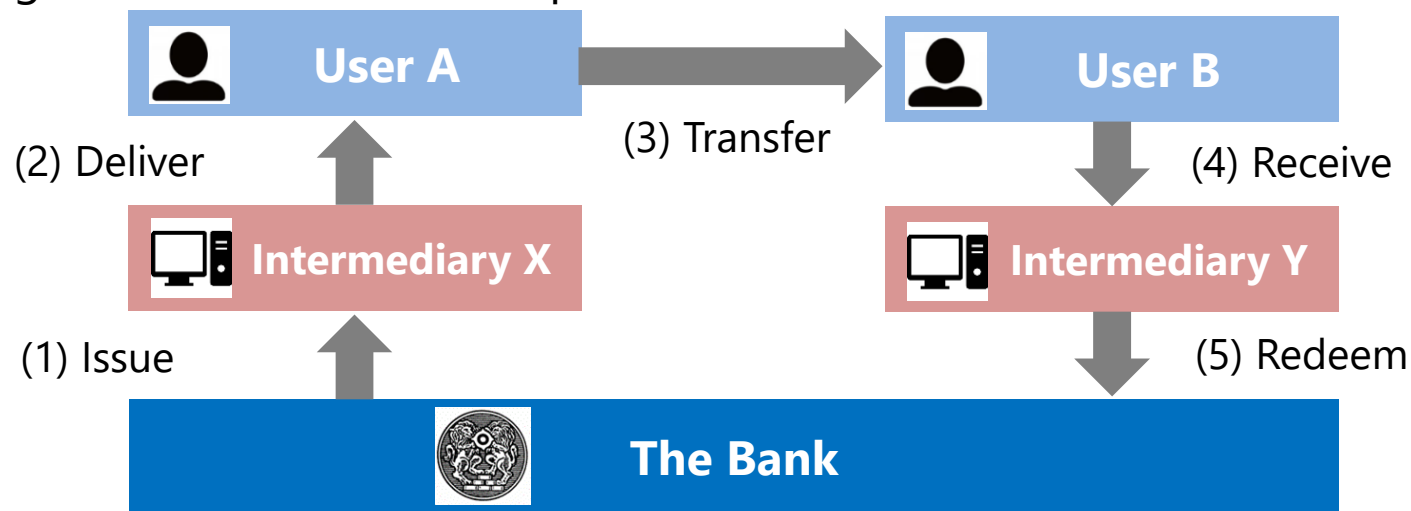 User A
User B
(3) Transfer
(2) Deliver
(4) Receive
Intermediary X
Intermediary Y
(1) Issue
(5) Redeem
The Bank